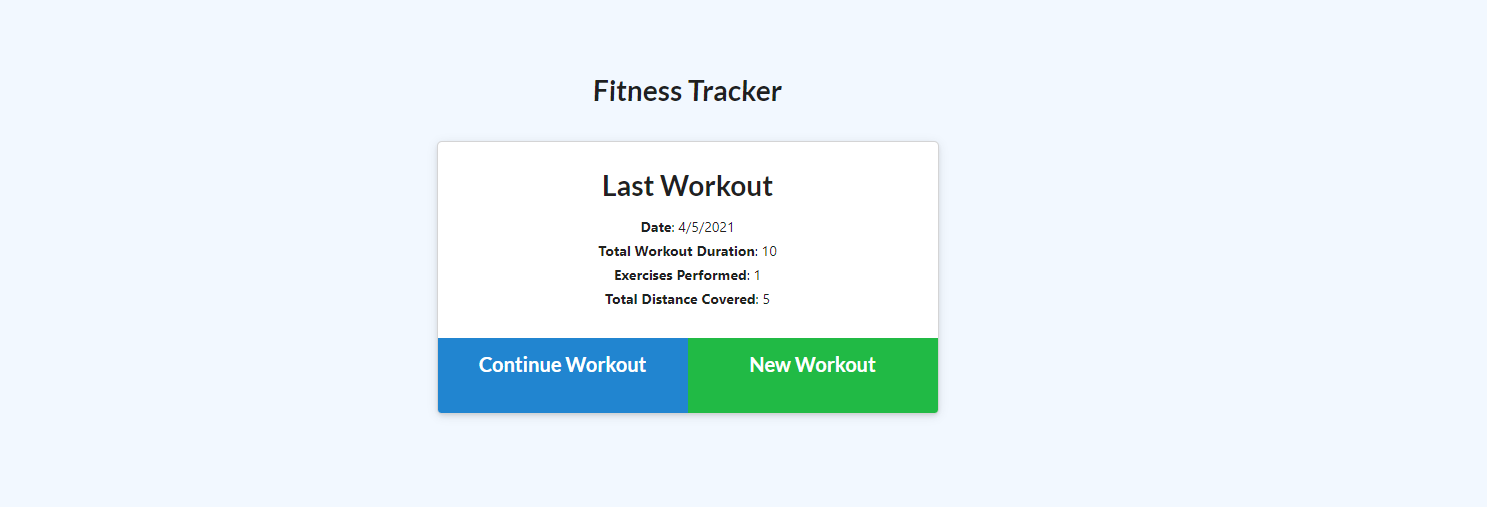 Fitness Tracker
Last Workout
Date: 4/5/2021
Total Workout Duration: 10
Exercises Performed: 1
Total Distance Covered: 5
Continue Workout
New Workout